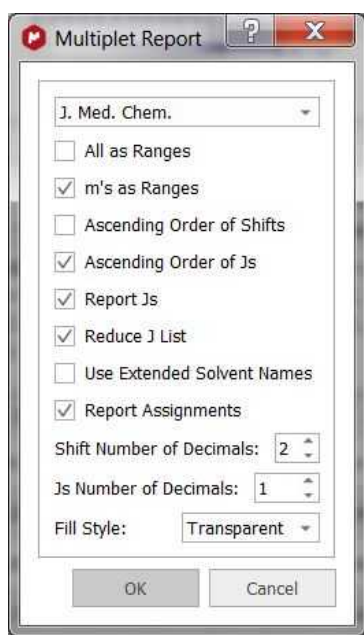 Multiplet Report
J. Med. Chem.
All as Ranges
m's as Ranges
Ascending Order of Shifts
Ascending Order of Js
Report Js
Reduce J List
Use Extended Solvent Names
Report Assignments
Shift Number of Decimals: 2
Js Number of Decimals: 1
Fill Style: Transparent
OK Cancel